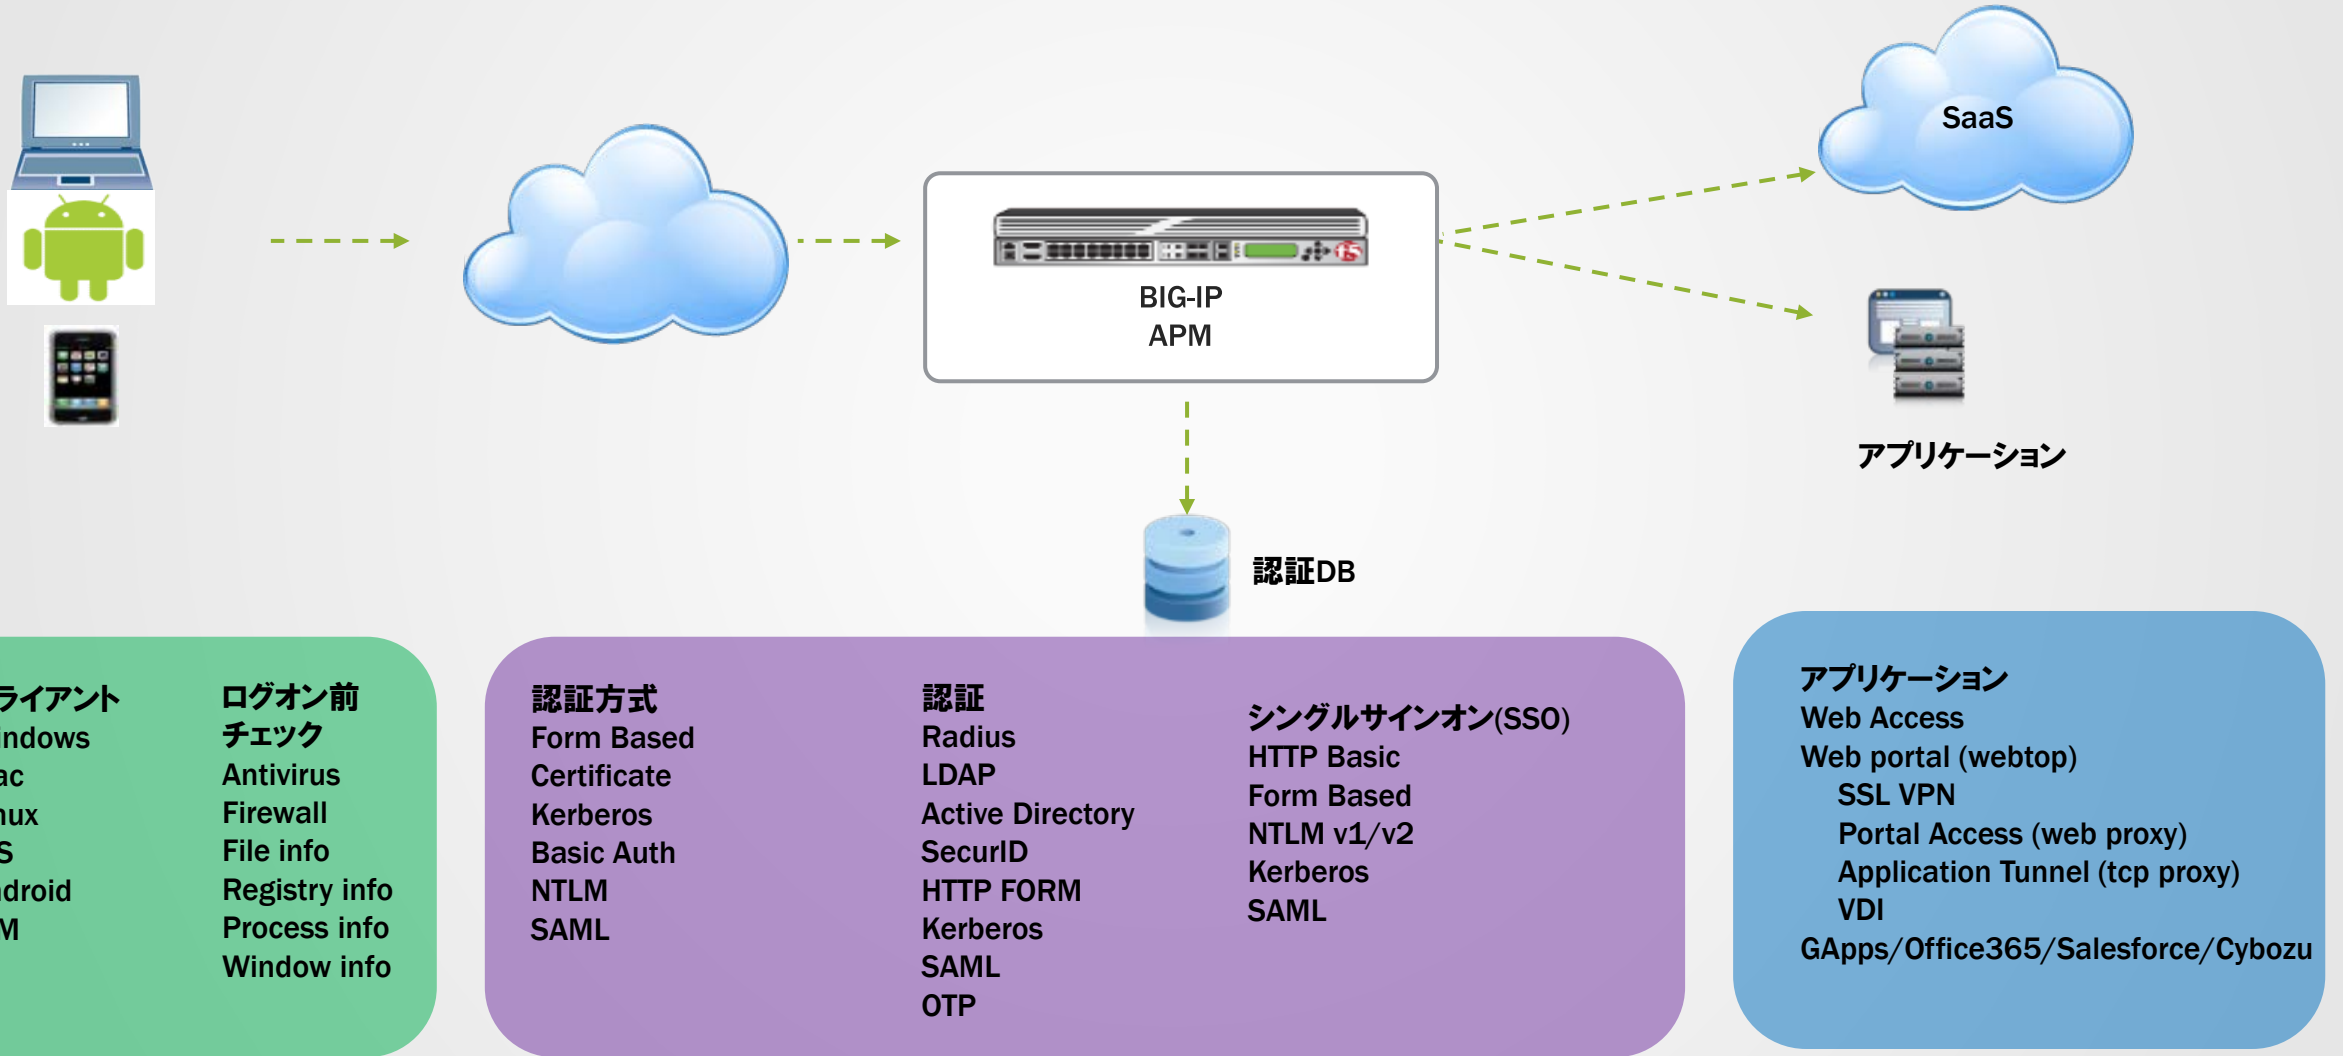 SaaS
BIG-IP
APM
f5
アプリケーション
認証DB
ライアント
indows
ac
nux
S
droid
M
ログオン前
チェック
Antivirus
Firewall
File info
Registry info
Process info
Window info
認証方式
Form Based
Certificate
Kerberos
Basic Auth
NTLM
SAML
認証
Radius
LDAP
Active Directory
SecurID
HTTP FORM
Kerberos
SAML
OTP
シングルサインオン(SSO)
HTTP Basic
Form Based
NTLM v1/v2
Kerberos
SAML
アプリケーション
Web Access
Web portal (webtop)
SSL VPN
Portal Access (web proxy)
Application Tunnel (tcp proxy)
VDI
GApps/Office365/Salesforce/Cybozu